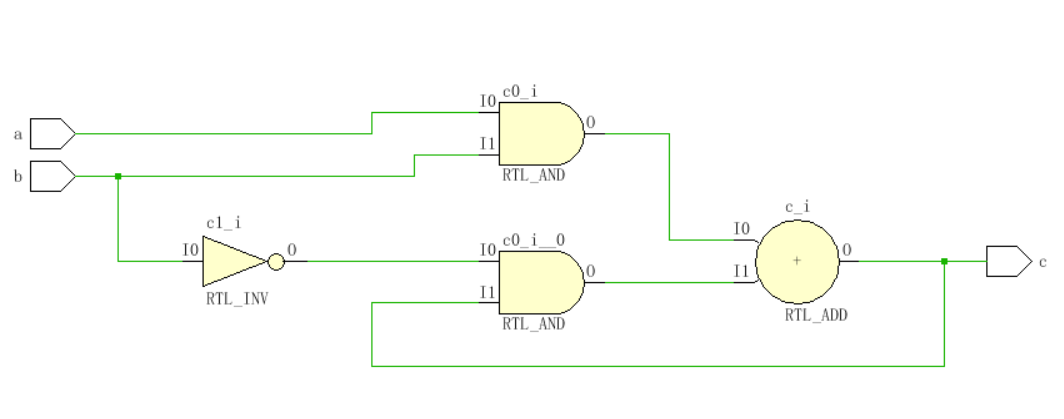 c0_i
I0
O
a
I1
b
RTL_AND
c_i
c1_i
I0
c0_i__0
I0
O
I0
O
+
O
c
I1
O
I1
RTL_INV
RTL_ADD
RTL_AND